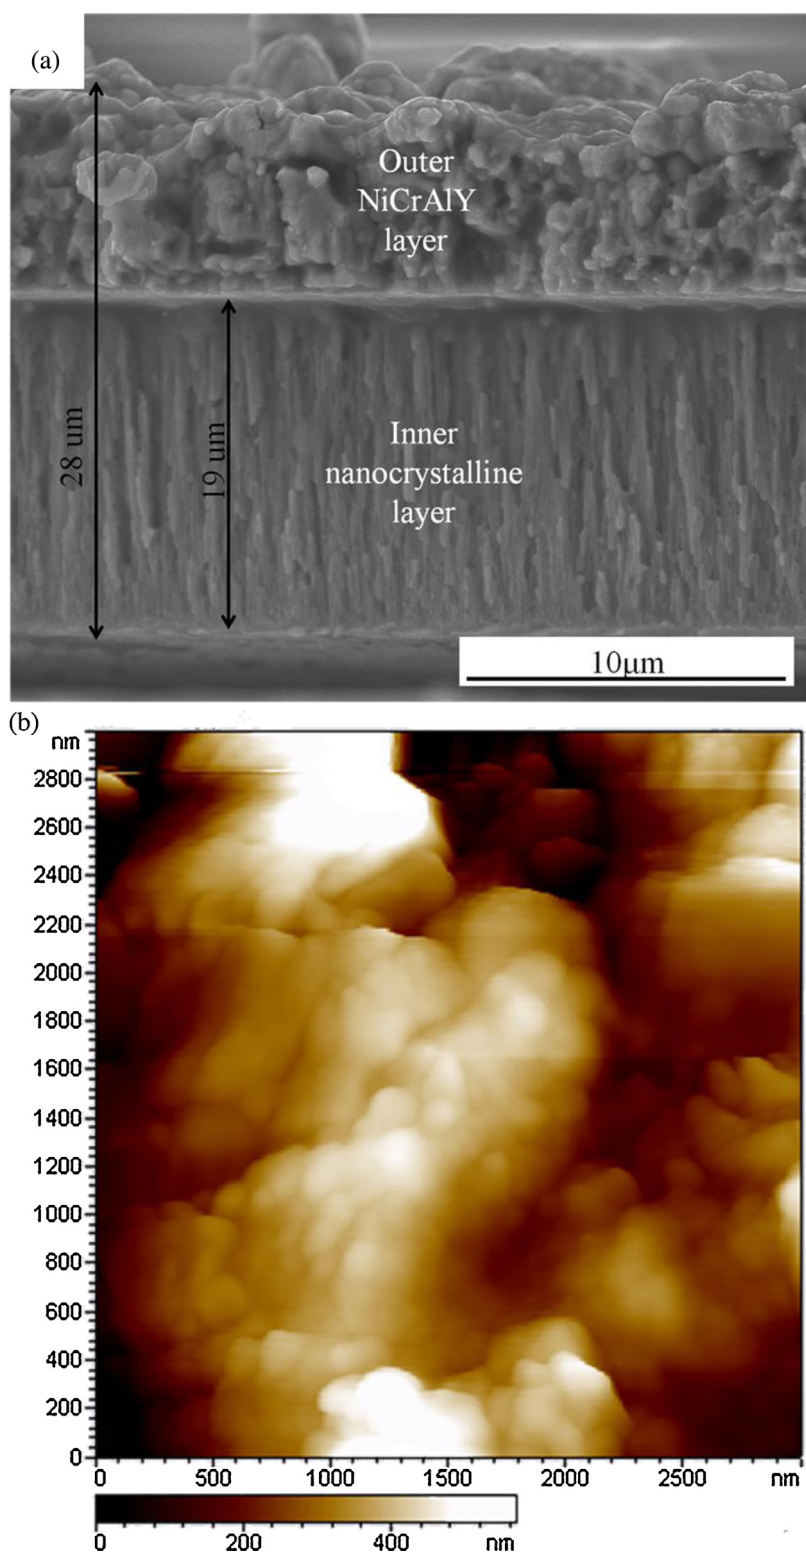 (a)
Outer
NiCrAlY
layer
28 um
19 um
Inner
nanocrystalline
layer
10μm
(b)
nm
2800
2600
2400
2200
2000
1800
1600
1400
1200
1000
800
600
400
200
0
0 500 1000 1500 2000 2500 nm
0 200 400 nm